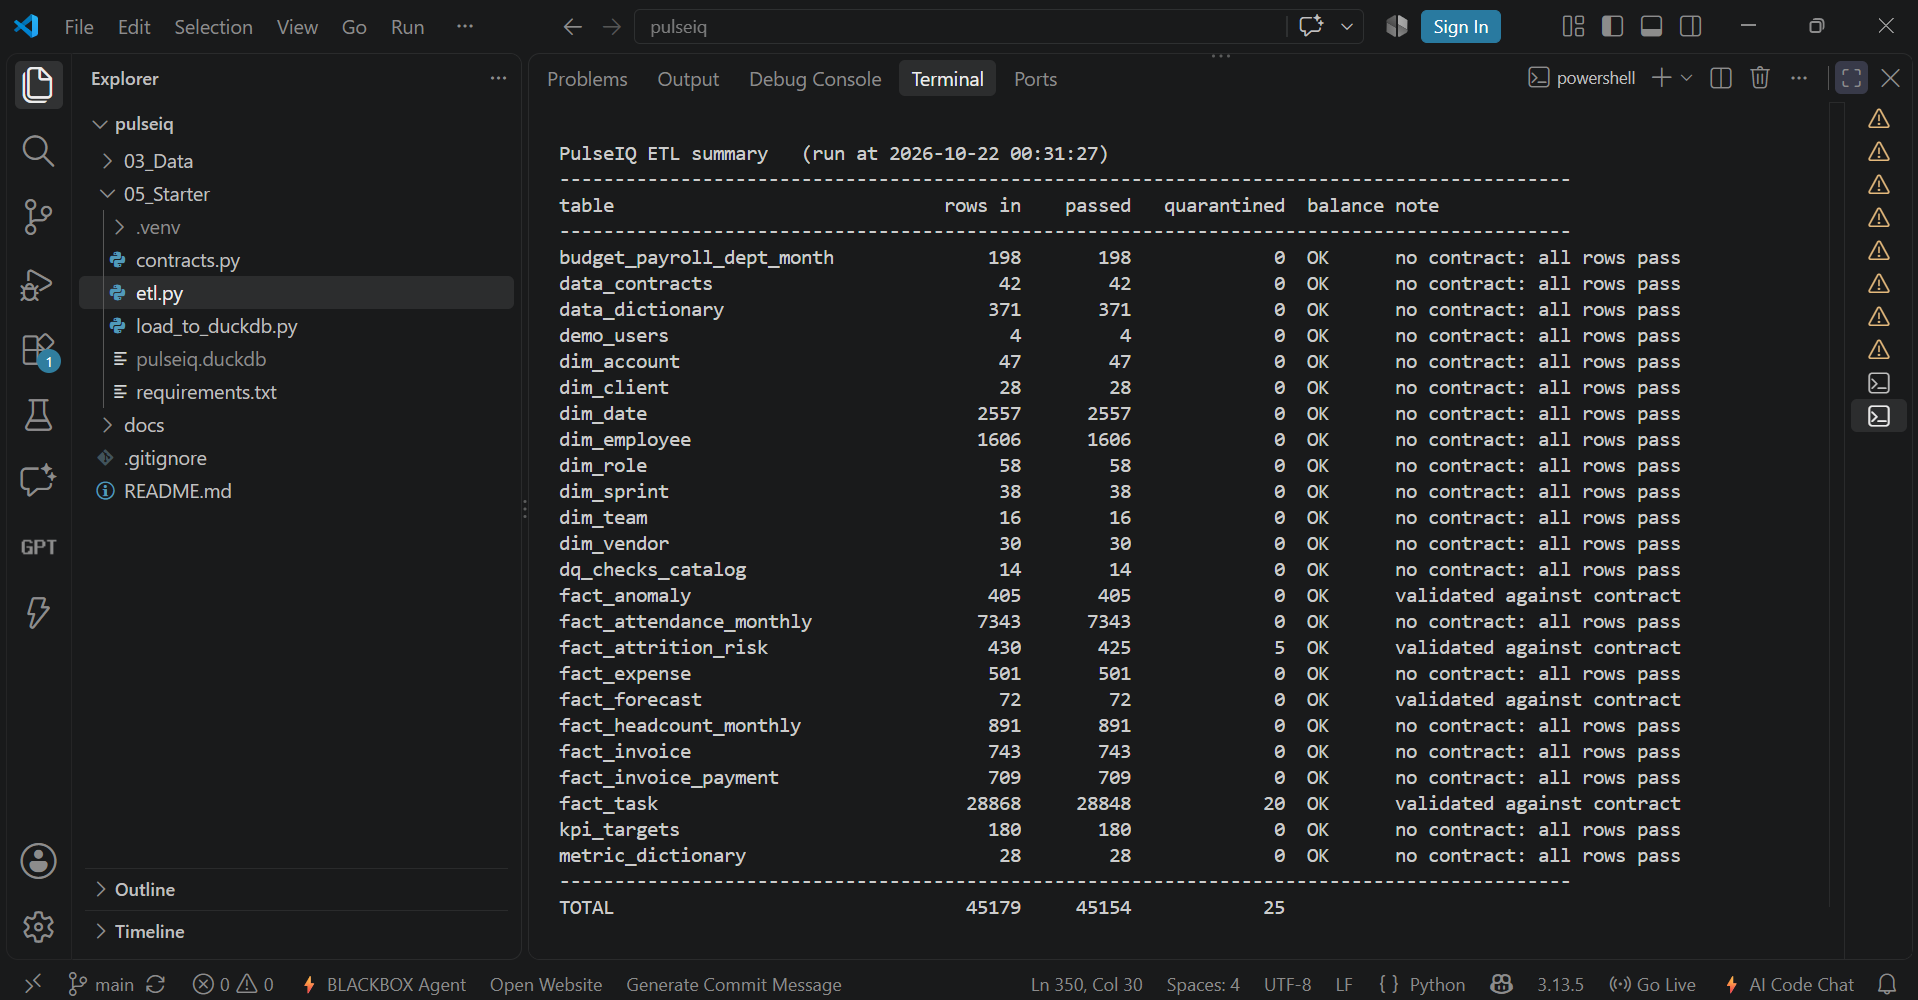 File Edit Selection View Go Run ··· pulseiq Sign In
Explorer ···
pulseiq
03_Data
05_Starter
.venv
contracts.py
etl.py
load_to_duckdb.py
pulseiq.duckdb
requirements.txt
docs
.gitignore
README.md
1
GPT
Outline
Timeline
Problems Output Debug Console Terminal Ports powershell
PulseIQ ETL summary (run at 2026-10-22 00:31:27)
--------------------------------------------------------------------------------------------
table rows in passed quarantined balance note
--------------------------------------------------------------------------------------------
budget_payroll_dept_month 198 198 0 OK no contract: all rows pass
data_contracts 42 42 0 OK no contract: all rows pass
data_dictionary 371 371 0 OK no contract: all rows pass
demo_users 4 4 0 OK no contract: all rows pass
dim_account 47 47 0 OK no contract: all rows pass
dim_client 28 28 0 OK no contract: all rows pass
dim_date 2557 2557 0 OK no contract: all rows pass
dim_employee 1606 1606 0 OK no contract: all rows pass
dim_role 58 58 0 OK no contract: all rows pass
dim_sprint 38 38 0 OK no contract: all rows pass
dim_team 16 16 0 OK no contract: all rows pass
dim_vendor 30 30 0 OK no contract: all rows pass
dq_checks_catalog 14 14 0 OK no contract: all rows pass
fact_anomaly 405 405 0 OK validated against contract
fact_attendance_monthly 7343 7343 0 OK no contract: all rows pass
fact_attrition_risk 430 425 5 OK validated against contract
fact_expense 501 501 0 OK no contract: all rows pass
fact_forecast 72 72 0 OK validated against contract
fact_headcount_monthly 891 891 0 OK no contract: all rows pass
fact_invoice 743 743 0 OK no contract: all rows pass
fact_invoice_payment 709 709 0 OK no contract: all rows pass
fact_task 28868 28848 20 OK validated against contract
kpi_targets 180 180 0 OK no contract: all rows pass
metric_dictionary 28 28 0 OK no contract: all rows pass
--------------------------------------------------------------------------------------------
TOTAL 45179 45154 25
main 0 0 BLACKBOX Agent Open Website Generate Commit Message Ln 350, Col 30 Spaces: 4 UTF-8 LF { } Python 3.13.5 Go Live AI Code Chat